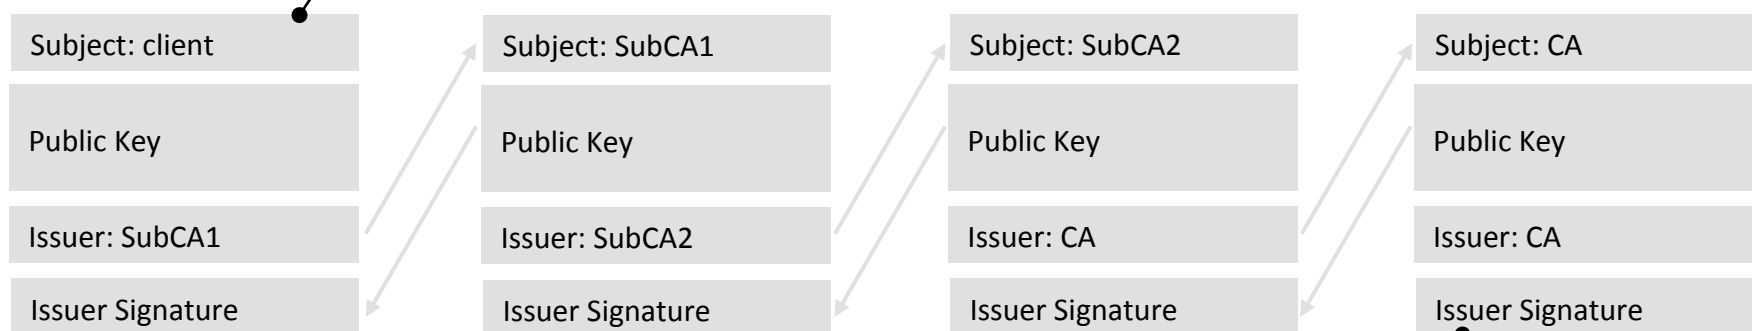 Subject: client
Public Key
Issuer: SubCA1
Issuer Signature
Subject: SubCA1
Public Key
Issuer: SubCA2
Issuer Signature
Subject: SubCA2
Public Key
Issuer: CA
Issuer Signature
Subject: CA
Public Key
Issuer: CA
Issuer Signature